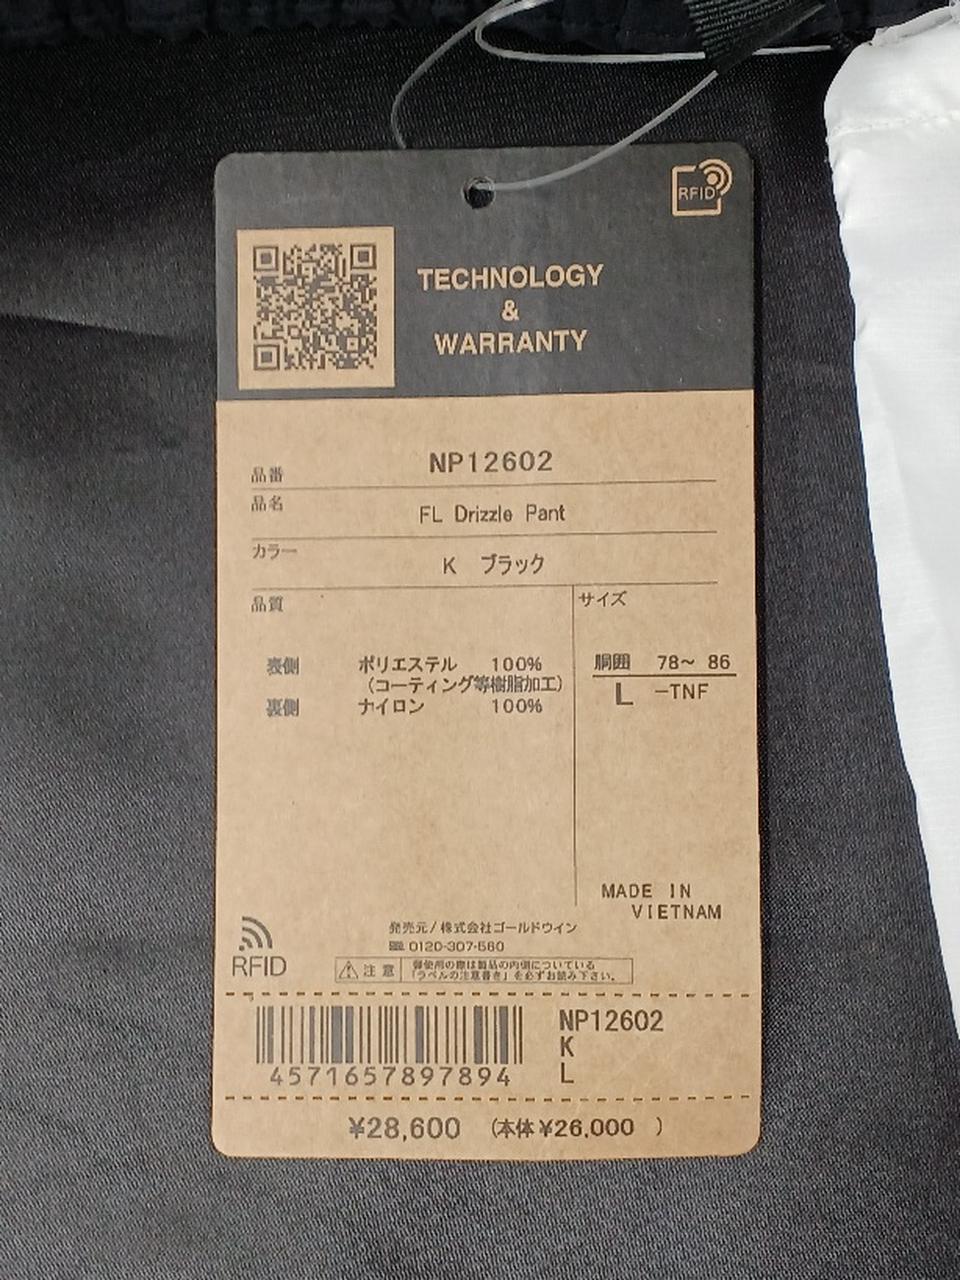 RFID
TECHNOLOGY
&
WARRANTY
品番 NP12602
品名 FL Drizzle Pant
カラー K ブラック
品質
サイズ
表側 ポリエステル 100%
(コーティング等樹脂加工)
裏側 ナイロン 100%
胴囲 78~ 86
L -TNF
MADE IN
VIETNAM
発売元/株式会社ゴールドウイン
0120-307-560
RFID
注意
御使用の際は製品の内側についている
「ラベルの注意書き」を必ずお読み下さい。
4571657897894
NP12602
K
L
¥28,600 (本体¥26,000 )